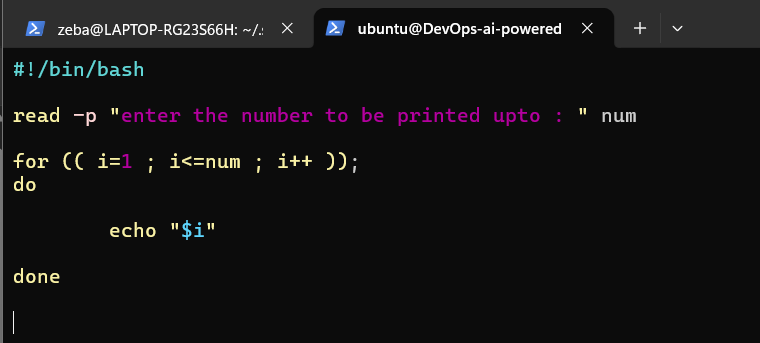 zeba@LAPTOP-RG23S66H: ~/.s
ubuntu@DevOps-ai-powered
#!/bin/bash
read -p "enter the number to be printed upto : " num
for (( i=1 ; i<=num ; i++ ));
do
echo "$i"
done